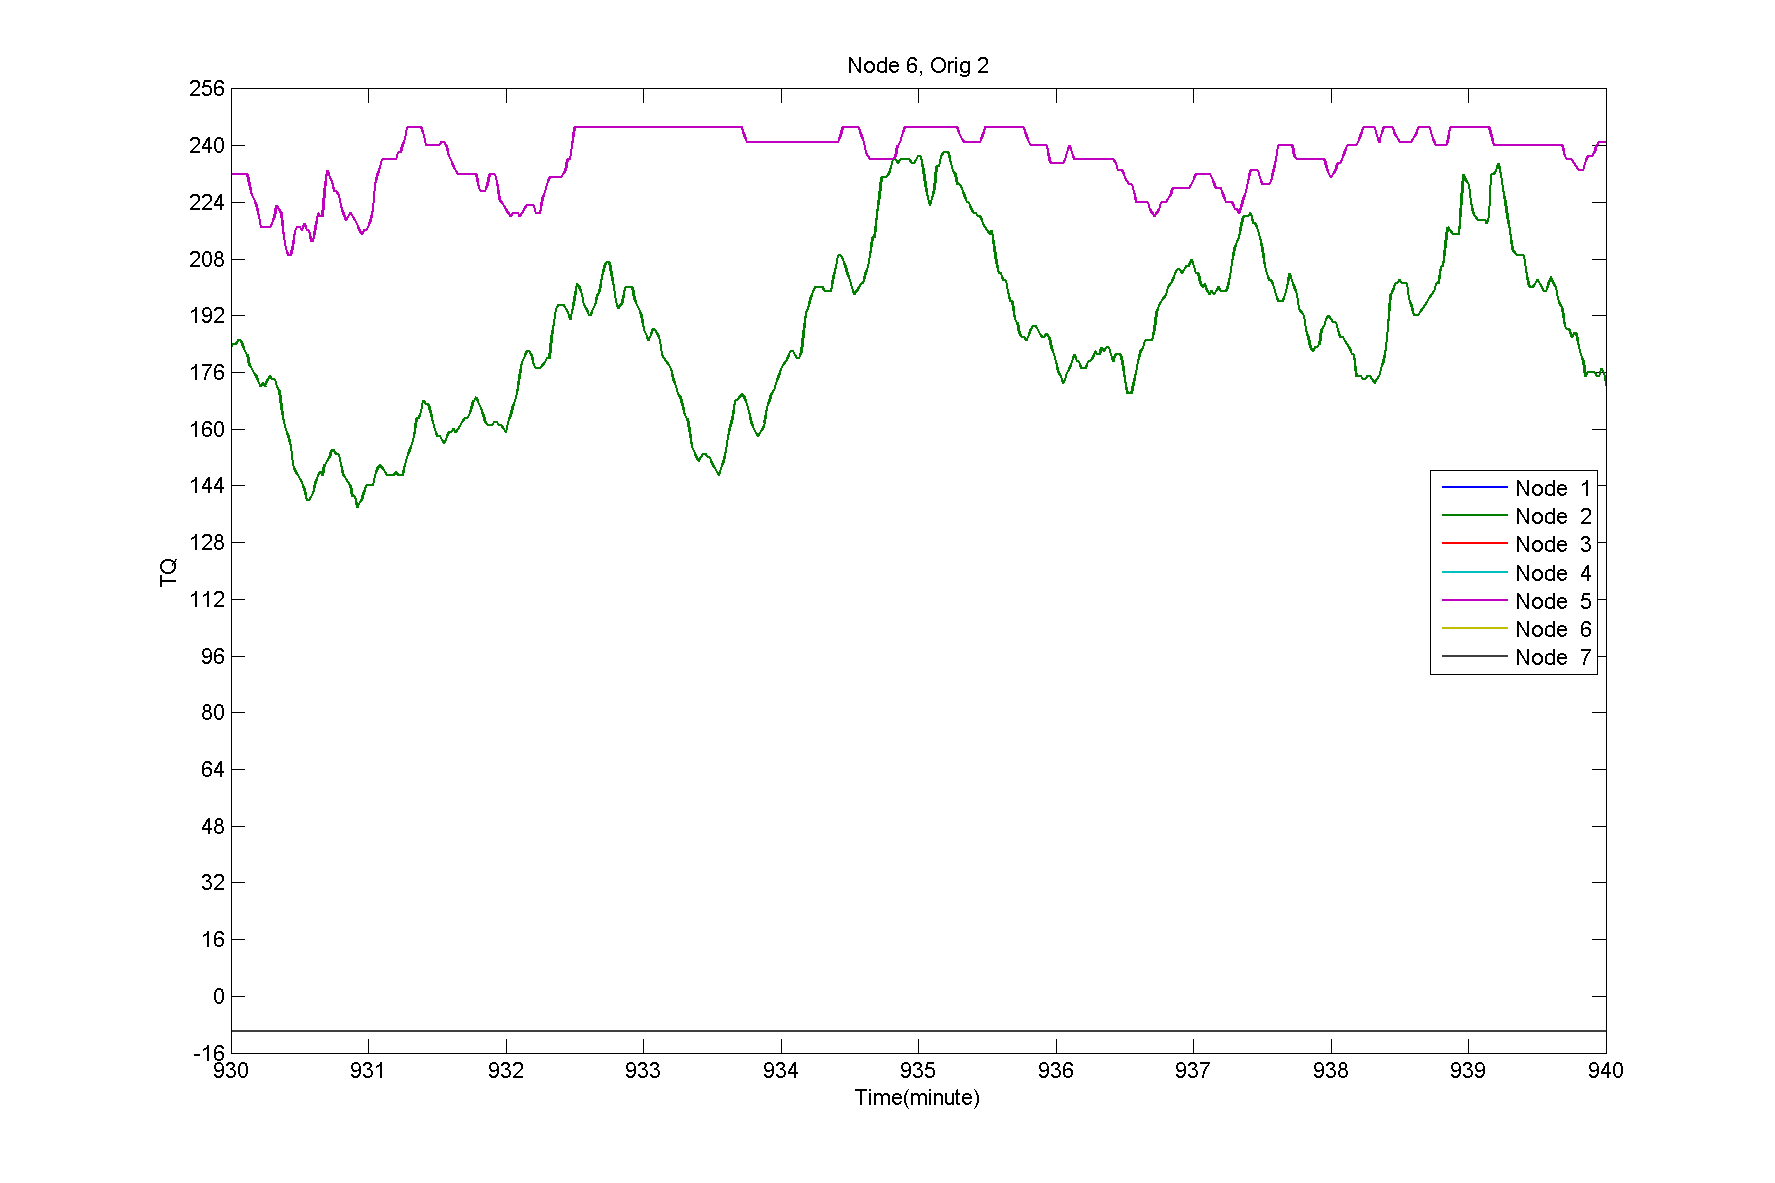 Node 6, Orig 2
256
240
224
208
192
176
160
144
128
112
96
80
64
48
32
16
0
-16
TQ
Node 1
Node 2
Node 3
Node 4
Node 5
Node 6
Node 7
930 931 932 933 934 935 936 937 938 939 940
Time(minute)